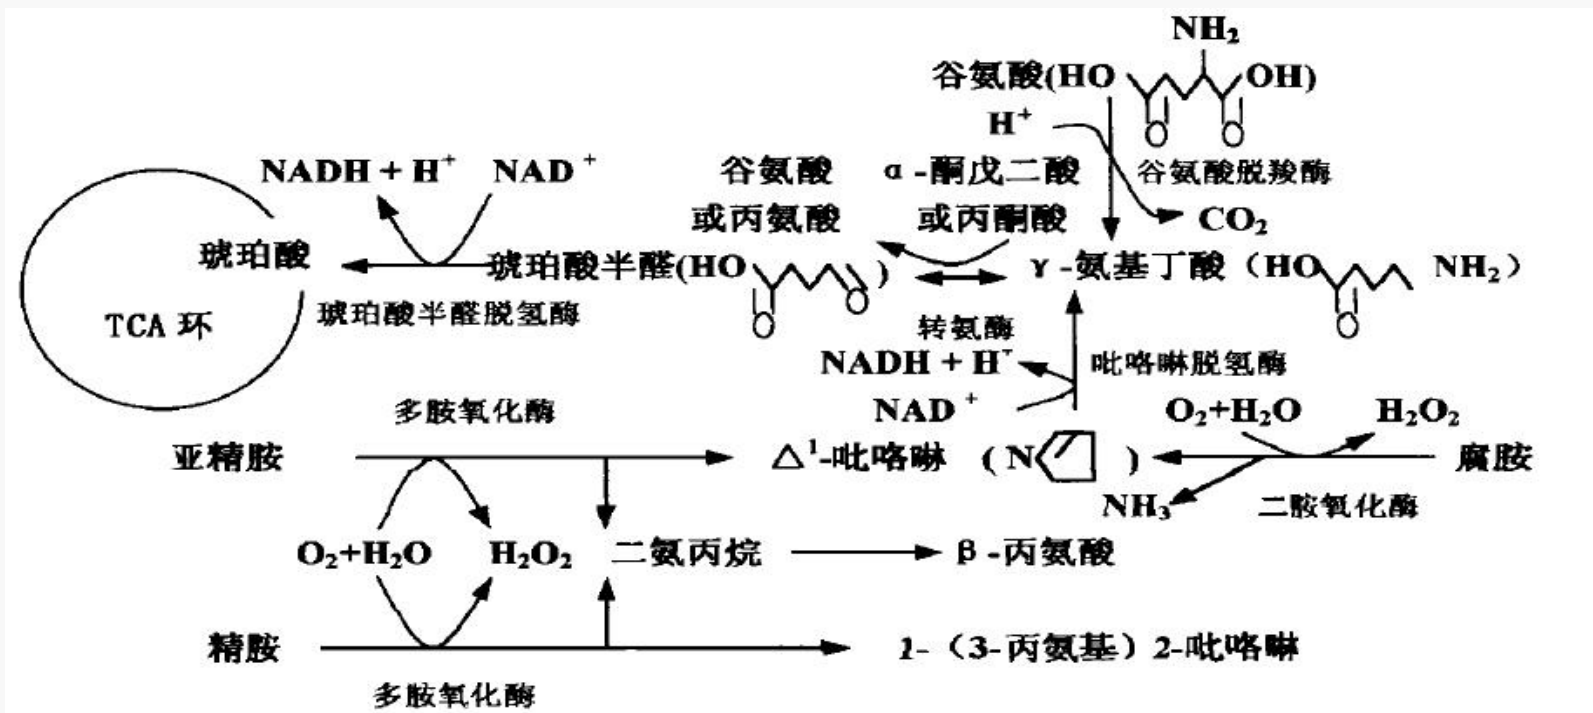 NH₂
谷氨酸(HO OH)
O O
H⁺
NADH + H⁺ NAD⁺ 谷氨酸 α-酮戊二酸 谷氨酸脱羧酶
或丙氨酸 或丙酮酸 CO₂
琥珀酸 琥珀酸半醛(HO ) γ-氨基丁酸(HO NH₂)
O O O
TCA 环 琥珀酸半醛脱氢酶 转氨酶
NADH + H⁺ 吡咯啉脱氢酶
多胺氧化酶 NAD⁺ O₂+H₂O H₂O₂
亚精胺 △¹-吡咯啉 (N ) 腐胺
NH₃ 二胺氧化酶
O₂+H₂O H₂O₂ 二氨丙烷 β-丙氨酸
精胺 1-(3-丙氨基)2-吡咯啉
多胺氧化酶